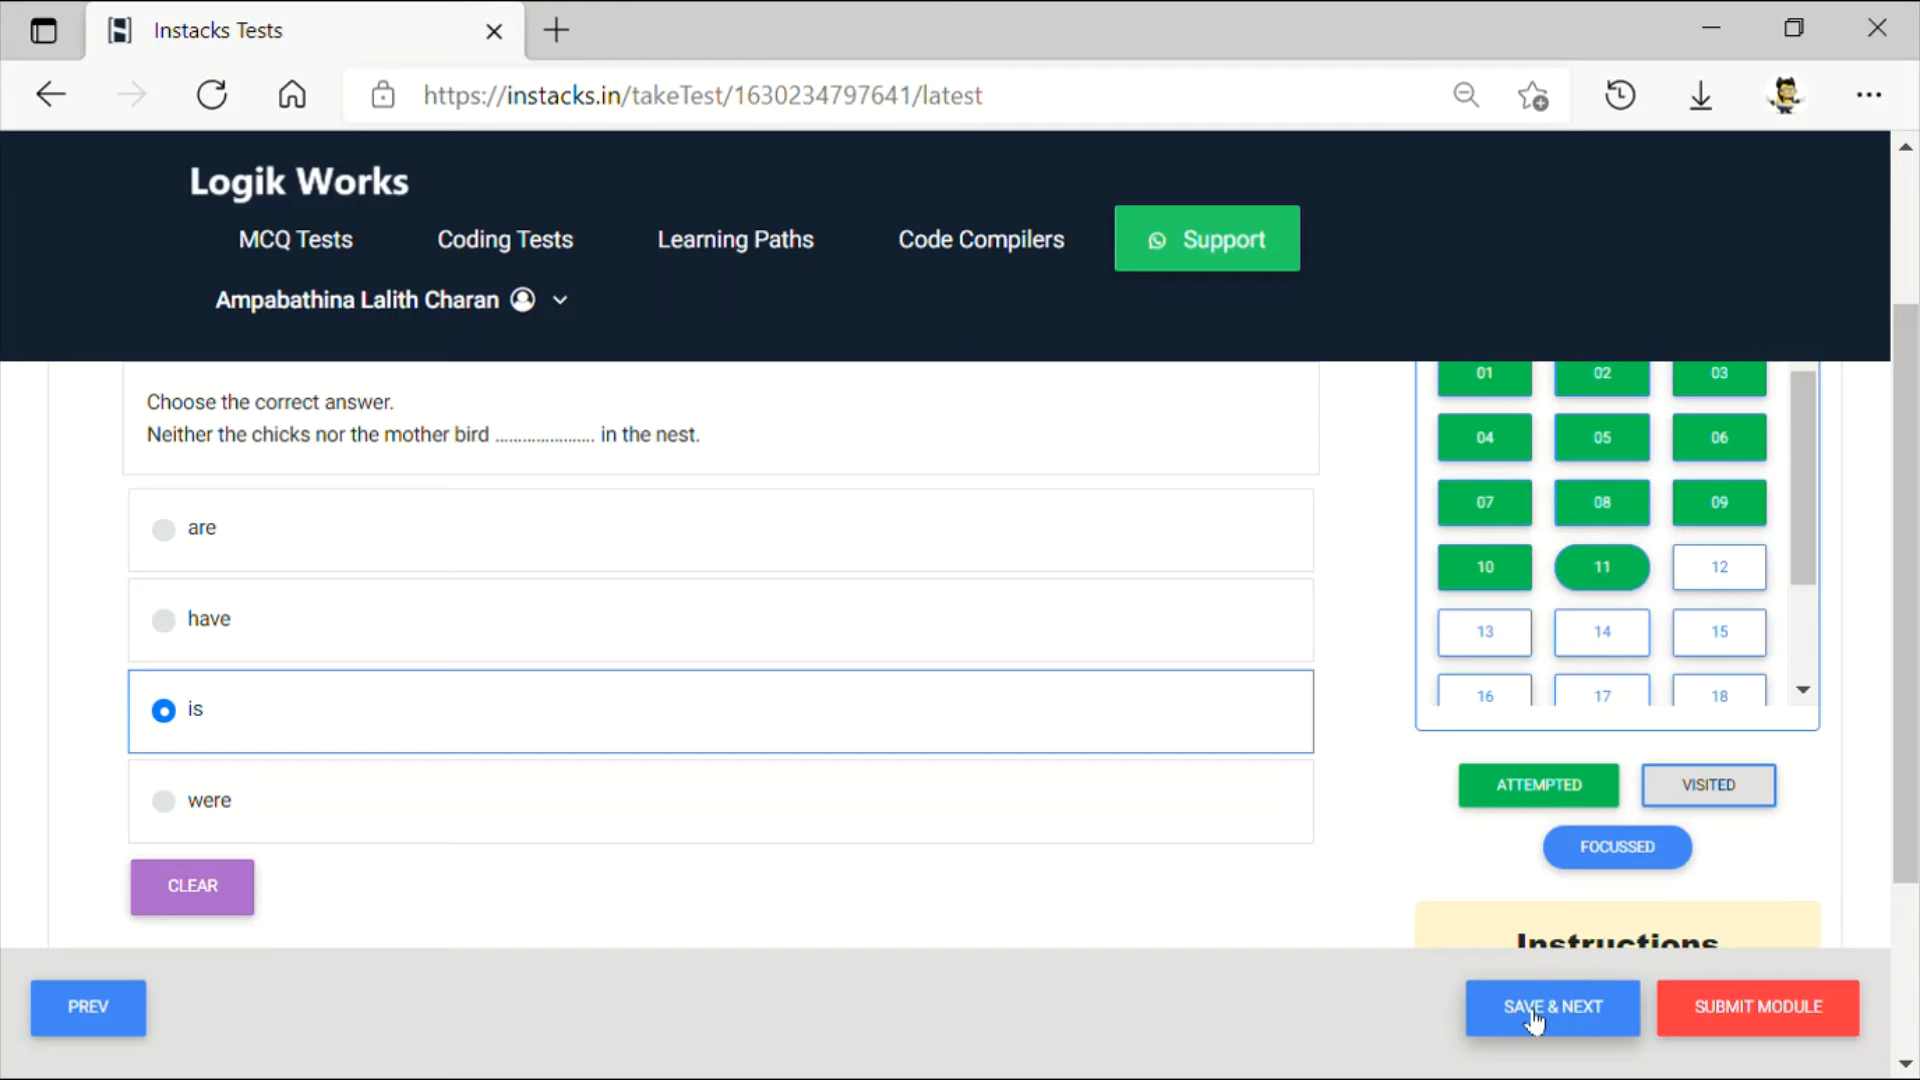 Instacks Tests
https://instacks.in/takeTest/1630234797641/latest
Logik Works
MCQ Tests Coding Tests Learning Paths Code Compilers Support
Ampabathina Lalith Charan
Choose the correct answer.
Neither the chicks nor the mother bird ...................... in the nest.
are
have
is
were
CLEAR
01 02 03
04 05 06
07 08 09
10 11 12
13 14 15
16 17 18
ATTEMPTED VISITED
FOCUSSED
Instructions
PREV SAVE & NEXT SUBMIT MODULE